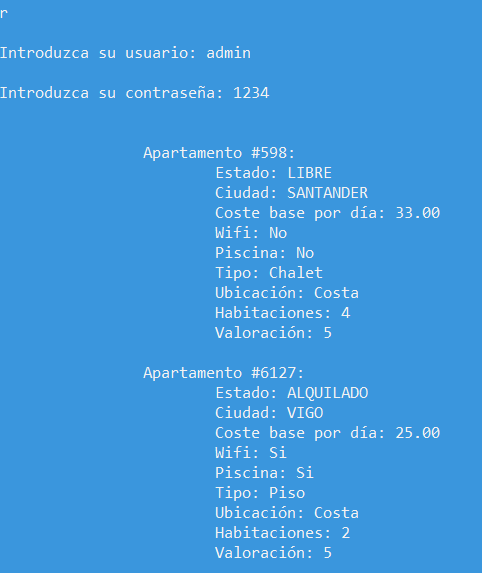 r
Introduzca su usuario: admin
Introduzca su contraseña: 1234
Apartamento #598:
Estado: LIBRE
Ciudad: SANTANDER
Coste base por día: 33.00
Wifi: No
Piscina: No
Tipo: Chalet
Ubicación: Costa
Habitaciones: 4
Valoración: 5
Apartamento #6127:
Estado: ALQUILADO
Ciudad: VIGO
Coste base por día: 25.00
Wifi: Si
Piscina: Si
Tipo: Piso
Ubicación: Costa
Habitaciones: 2
Valoración: 5